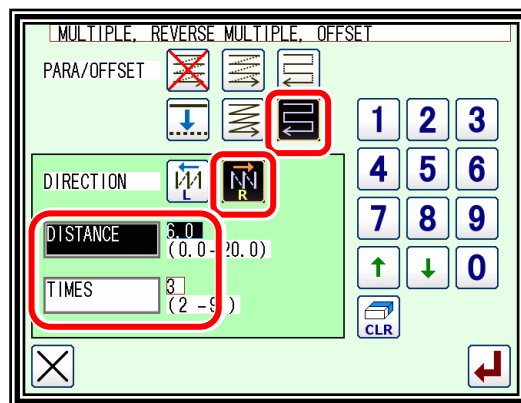 MULTIPLE, REVERSE MULTIPLE, OFFSET
PARA/OFFSET
1 2 3
DIRECTION L R 4 5 6
DISTANCE 6.0 7 8 9
(0.0-20.0)
↑ ↓ 0
TIMES 3
(2 -9 )
CLR